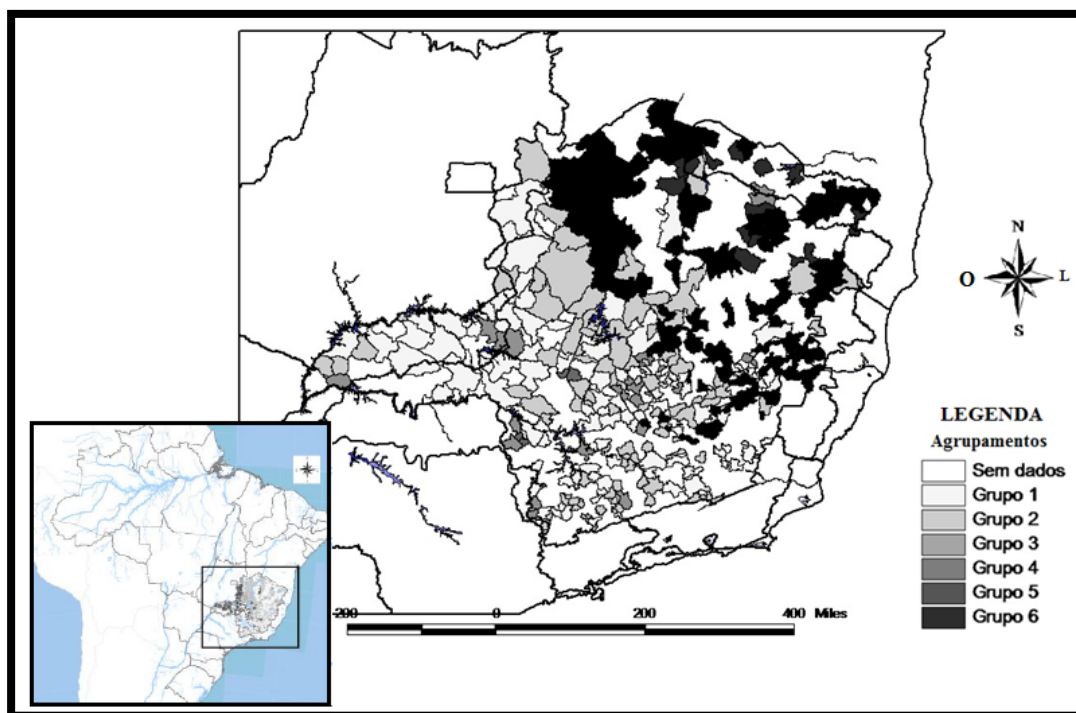 N
O
L
S
LEGENDA
Agrupamentos
Sem dados
Grupo 1
Grupo 2
Grupo 3
Grupo 4
Grupo 5
Grupo 6
200 0 200 400 Miles